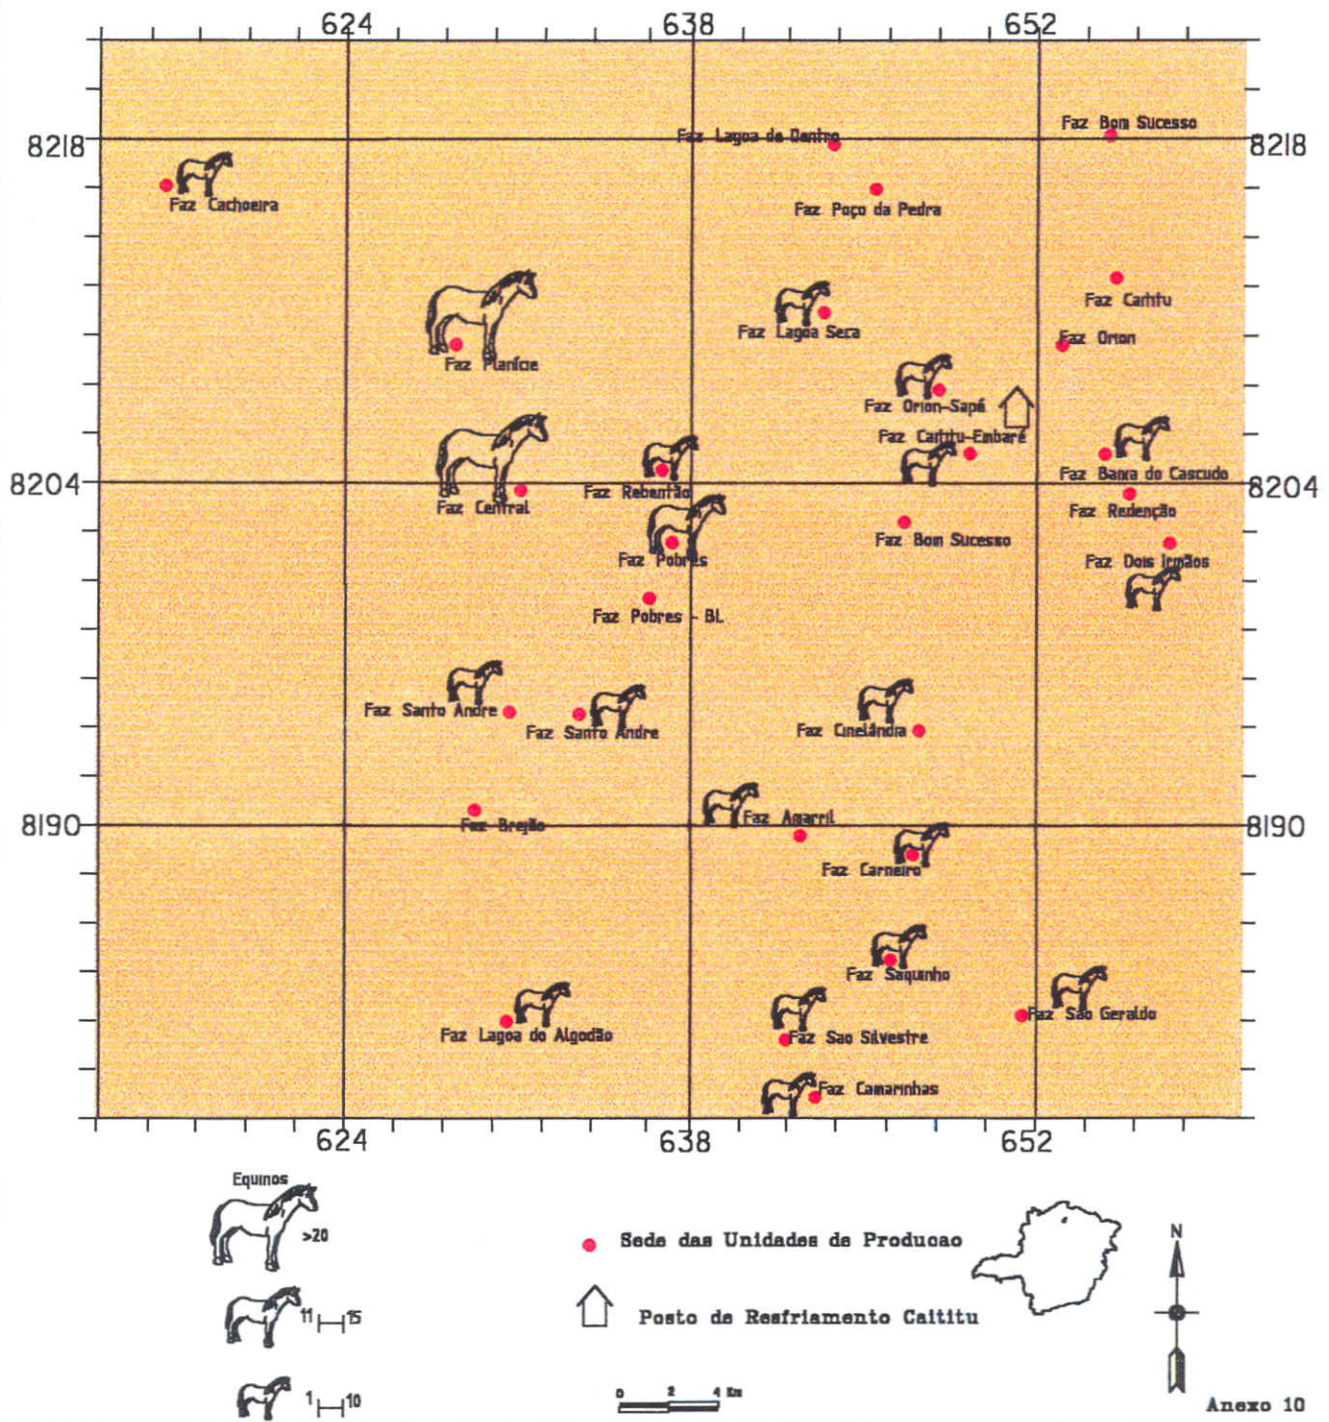 624 638 652
8218 8218
Faz Bom Sucesso
Faz Lagoa de Dentro
Faz Cachoeira
Faz Poço da Pedra
Faz Caititu
Faz Lagoa Seca
Faz Orion
Faz Planície
Faz Orion-Sapé
Faz Caititu-Embaré
Faz Baixa do Cascudo
8204 8204
Faz Rebentão
Faz Central
Faz Redenção
Faz Bom Sucesso
Faz Pobres
Faz Dois Irmãos
Faz Pobres - BL
Faz Santo Andre
Faz Santo Andre
Faz Cinelândia
Faz Amarril
8190 8190
Faz Brejão
Faz Carneiro
Faz Saquinho
Faz São Geraldo
Faz Lagoa do Algodão
Faz Sao Silvestre
Faz Camarinhas
624 638 652
Equinos
>20
11 15
1 10
Sede das Unidades de Producao
Posto de Resfriamento Caititu
0 2 4 Km
N
Anexo 10